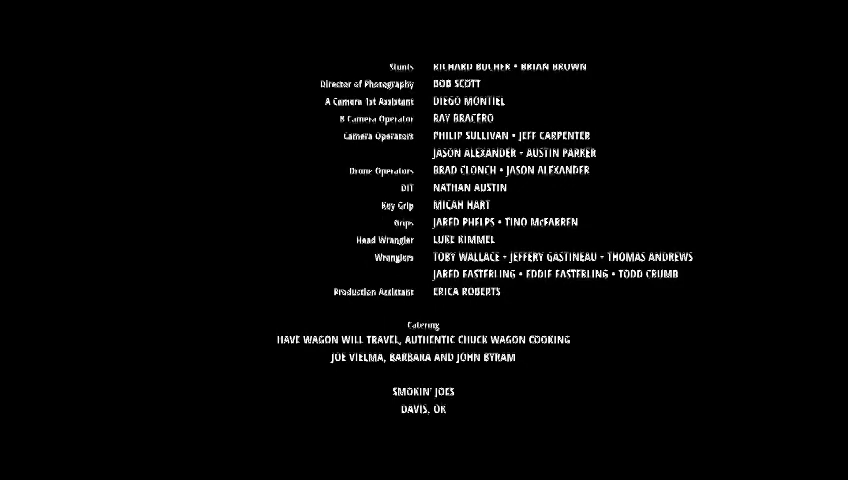 Stunts RICHARD BUCHER • BRIAN BROWN
Director of Photography BOB SCOTT
A Camera 1st Assistant DIEGO MONTIEL
B Camera Operator RAY BRACERO
Camera Operators PHILIP SULLIVAN • JEFF CARPENTER
JASON ALEXANDER • AUSTIN PARKER
Drone Operators BRAD CLONCH • JASON ALEXANDER
DIT NATHAN AUSTIN
Key Grip MICAH HART
Grips JARED PHELPS • TINO McFARREN
Head Wrangler LUKE KIMMEL
Wranglers TOBY WALLACE • JEFFERY GASTINEAU • THOMAS ANDREWS
JARED EASTERLING • EDDIE EASTERLING • TODD CRUMB
Production Assistant ERICA ROBERTS
Catering
HAVE WAGON WILL TRAVEL, AUTHENTIC CHUCK WAGON COOKING
JOE VIELMA, BARBARA AND JOHN BYRAM
SMOKIN' JOES
DAVIS, OK